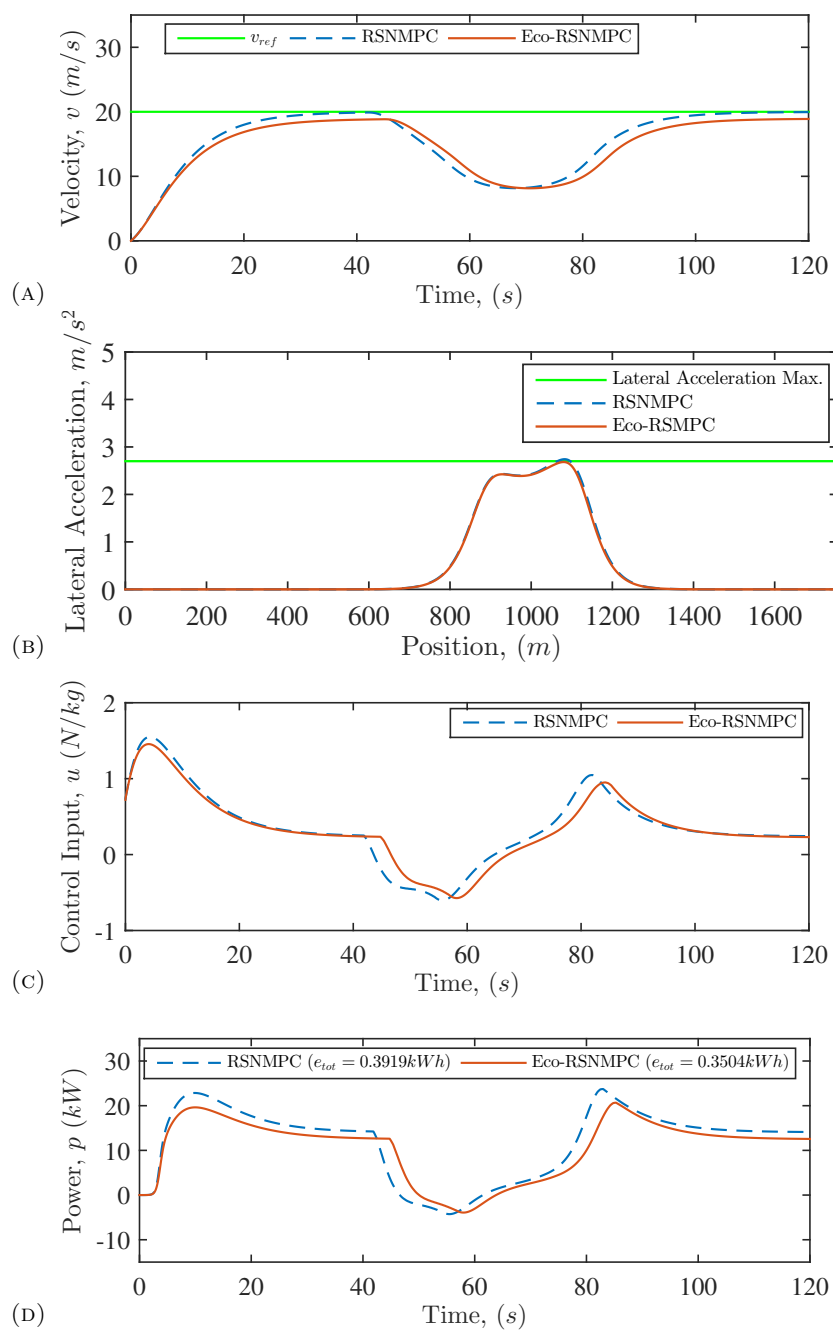 v_ref RSNMPC Eco-RSNMPC
Velocity, v (m/s)
30
20
10
0
0 20 40 60 80 100 120
(A)
Time, (s)
Lateral Acceleration, m/s²
5
4
3
2
1
0
Lateral Acceleration Max.
RSNMPC
Eco-RSMPC
0 200 400 600 800 1000 1200 1400 1600
(B)
Position, (m)
Control Input, u (N/kg)
2
1
0
-1
RSNMPC Eco-RSNMPC
0 20 40 60 80 100 120
(C)
Time, (s)
Power, p (kW)
30
20
10
0
-10
RSNMPC (e_tot = 0.3919kWh) Eco-RSNMPC (e_tot = 0.3504kWh)
0 20 40 60 80 100 120
(D)
Time, (s)